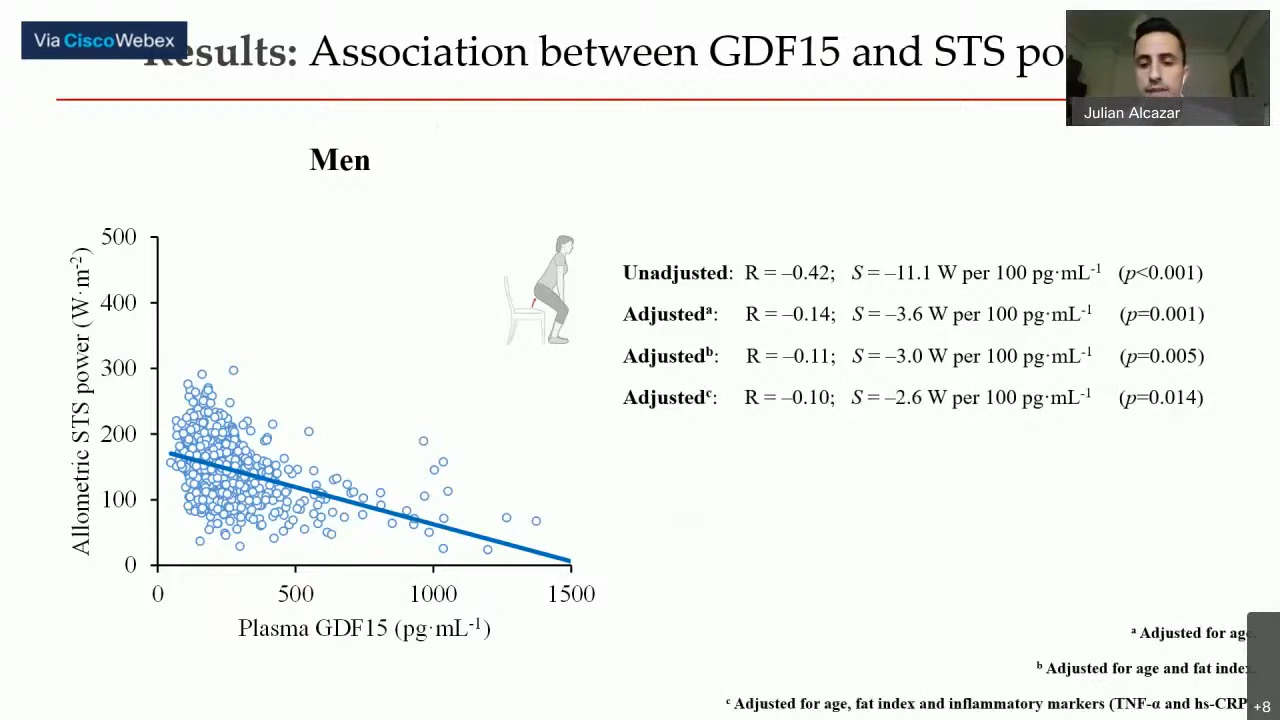 Via CiscoWebex
Results: Association between GDF15 and STS po
Julian Alcazar
Men
Allometric STS power (W·m-2)
500
400
300
200
100
0
0 500 1000 1500
Plasma GDF15 (pg·mL-1)
Unadjusted: R = –0.42; S = –11.1 W per 100 pg·mL-1 (p<0.001)
Adjusteda: R = –0.14; S = –3.6 W per 100 pg·mL-1 (p=0.001)
Adjustedb: R = –0.11; S = –3.0 W per 100 pg·mL-1 (p=0.005)
Adjustedc: R = –0.10; S = –2.6 W per 100 pg·mL-1 (p=0.014)
a Adjusted for age.
b Adjusted for age and fat index.
c Adjusted for age, fat index and inflammatory markers (TNF-α and hs-CRP
+8